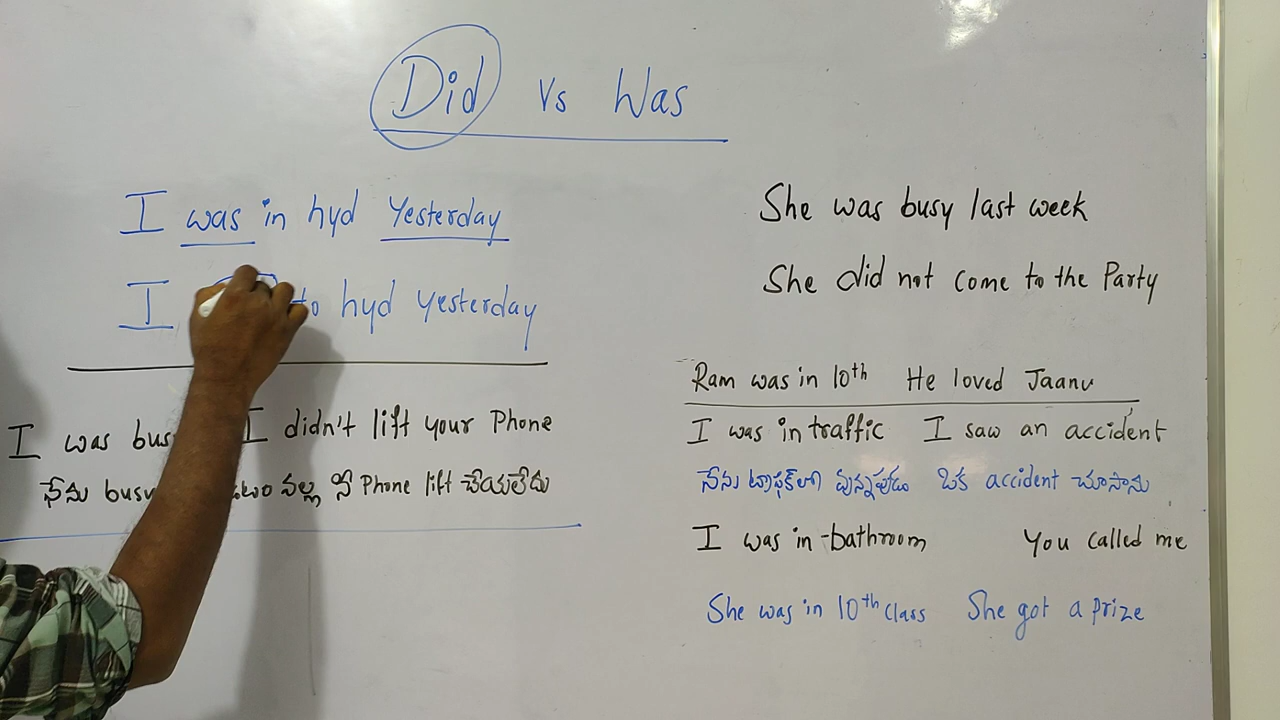 Did Vs Was
I was in hyd Yesterday
I to hyd yesterday
I was I didn't lift your Phone
నేను busy వల్ల నీ Phone lift చేయలేదు
She was busy last week
She did not come to the Party
Ram was in 10th He loved Jaanu
I was in traffic I saw an accident
నేను ట్రాఫిక్‌లో వున్నప్పుడు ఒక accident చూసాను
I was in bathroom You called me
She was in 10th class She got a prize